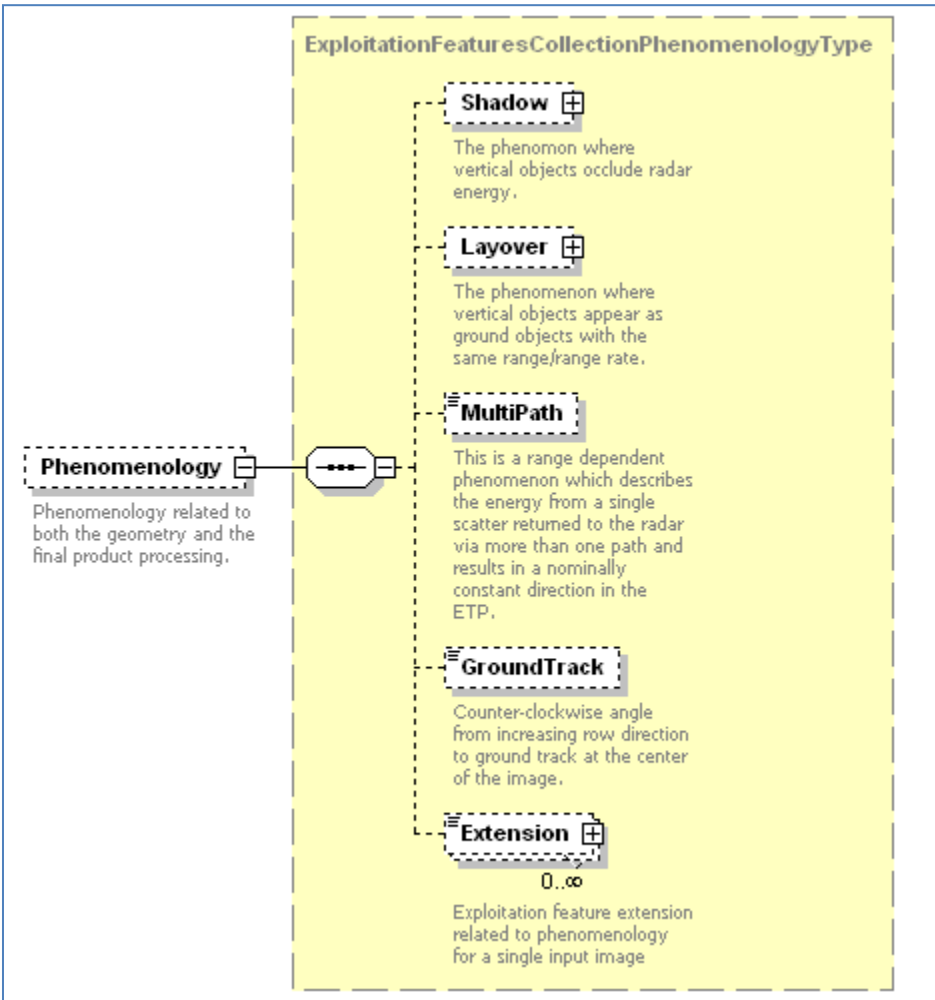 ExploitationFeaturesCollectionPhenomenologyType
Shadow
The phenomon where
vertical objects occlude radar
energy.
Layover
The phenomenon where
vertical objects appear as
ground objects with the
same range/range rate.
MultiPath
This is a range dependent
phenomenon which describes
the energy from a single
scatter returned to the radar
via more than one path and
results in a nominally
constant direction in the
ETP.
Phenomenology
Phenomenology related to
both the geometry and the
final product processing.
GroundTrack
Counter-clockwise angle
from increasing row direction
to ground track at the center
of the image.
Extension
0..∞
Exploitation feature extension
related to phenomenology
for a single input image